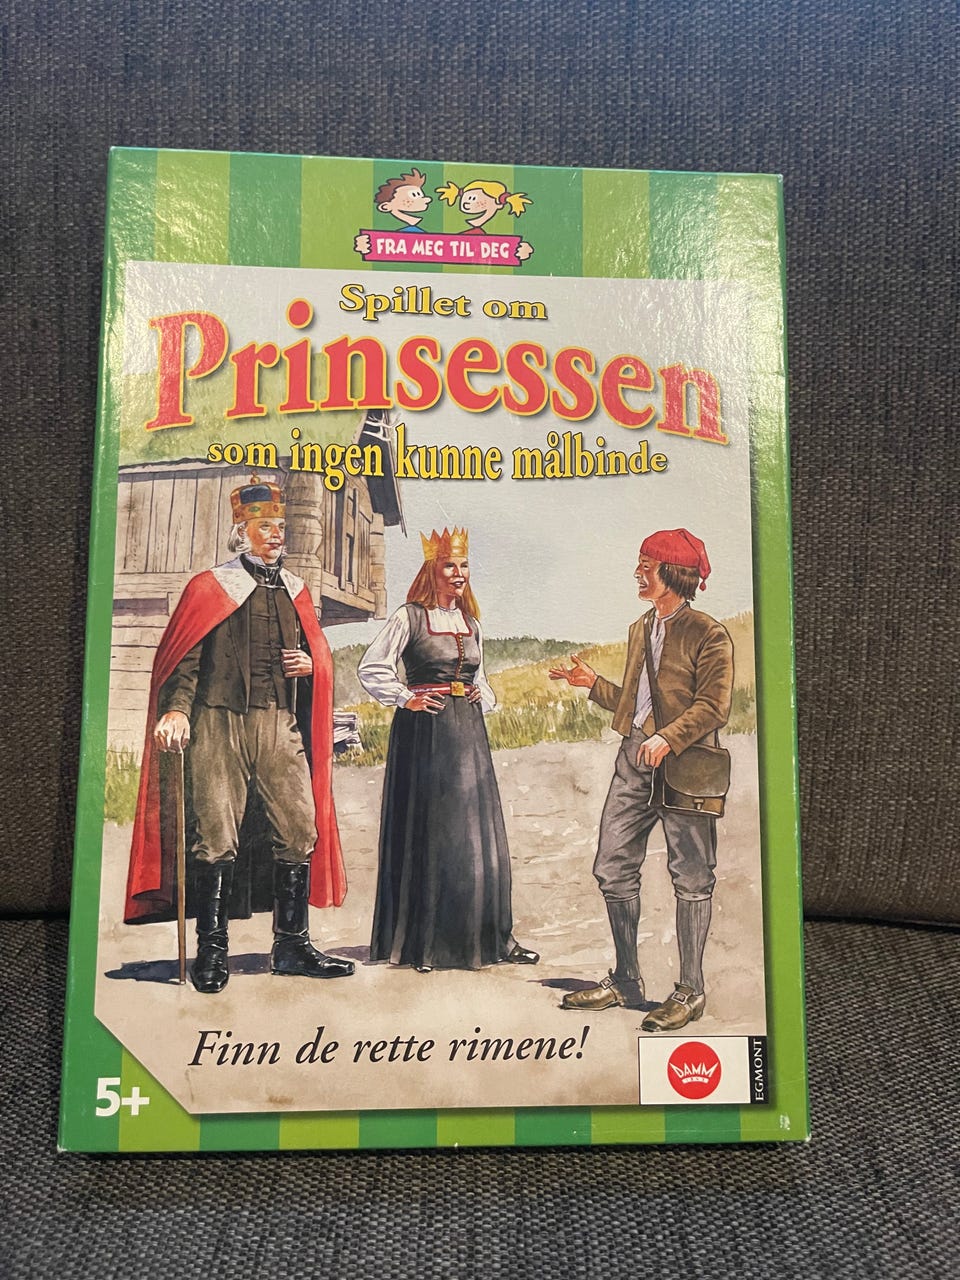 FRA MEG TIL DEG
Spillet om
Prinsessen
som ingen kunne målbinde
Finn de rette rimene!
5+
DAMM
EGMONT